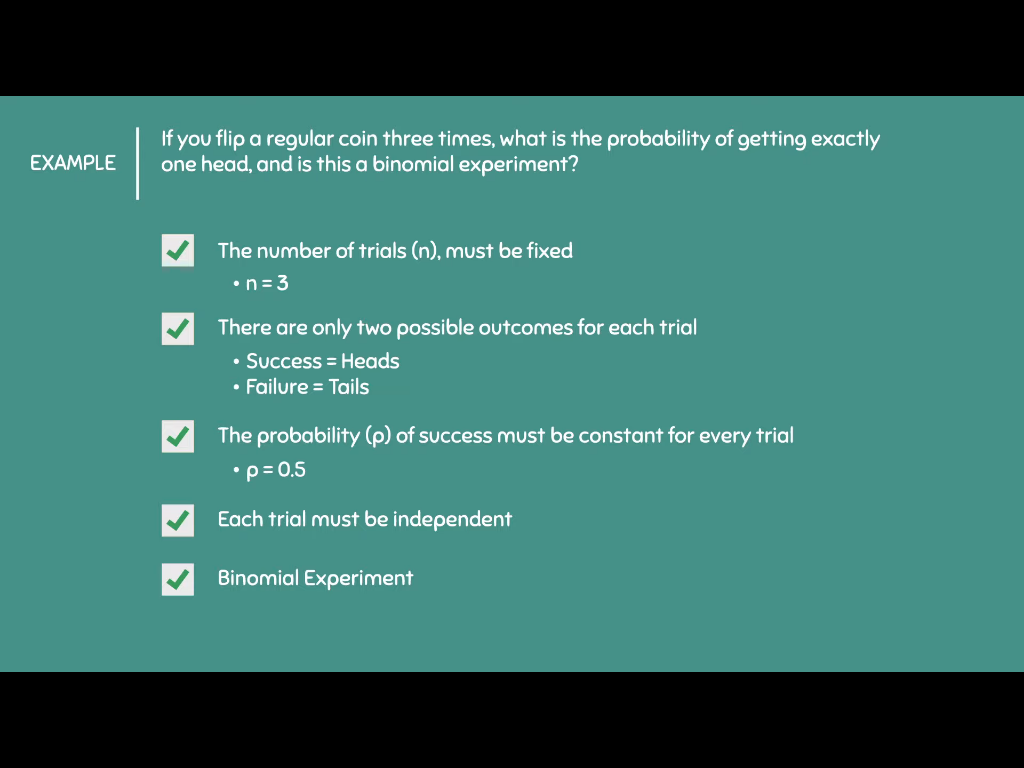 EXAMPLE
If you flip a regular coin three times, what is the probability of getting exactly
one head, and is this a binomial experiment?
The number of trials (n), must be fixed
• n = 3
There are only two possible outcomes for each trial
• Success = Heads
• Failure = Tails
The probability (p) of success must be constant for every trial
• p = 0.5
Each trial must be independent
Binomial Experiment